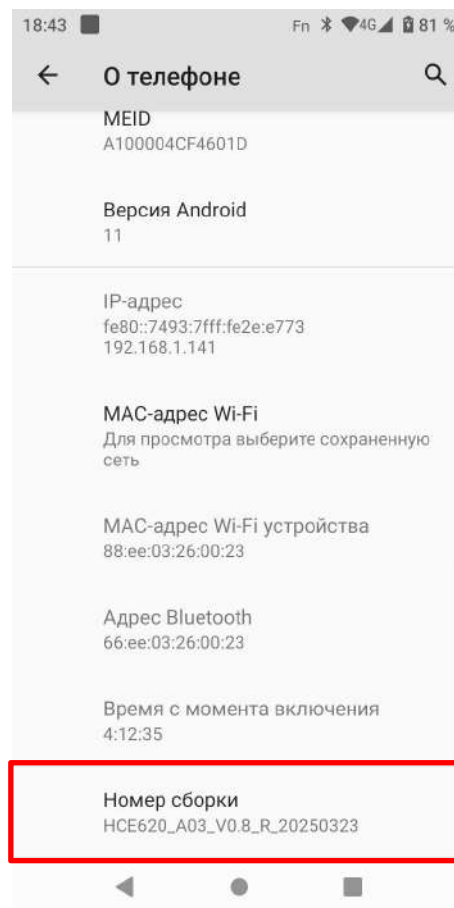 18:43 Fn 4G 81 %
О телефоне
MEID
A100004CF4601D
Версия Android
11
IP-адрес
fe80::7493:7fff:fe2e:e773
192.168.1.141
MAC-адрес Wi-Fi
Для просмотра выберите сохраненную
сеть
MAC-адрес Wi-Fi устройства
88:ee:03:26:00:23
Адрес Bluetooth
66:ee:03:26:00:23
Время с момента включения
4:12:35
Номер сборки
HCE620_A03_V0.8_R_20250323